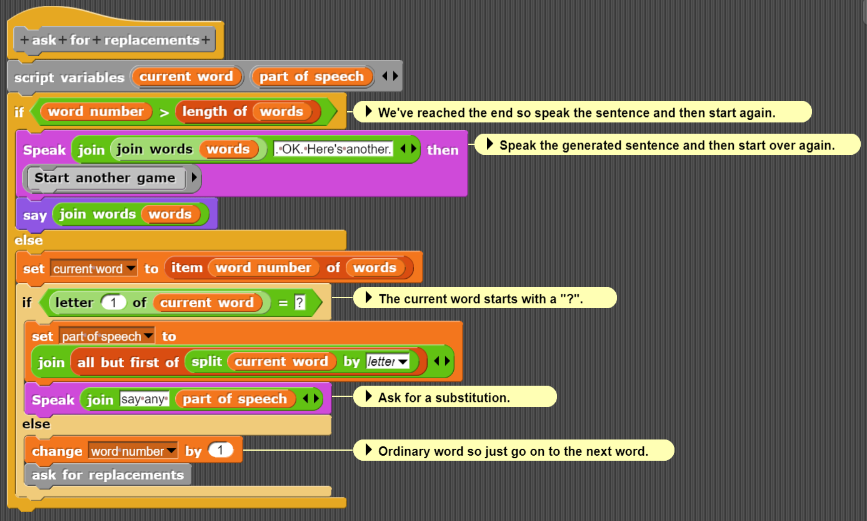 + ask + for + replacements +
script variables current word part of speech
if word number > length of words We've reached the end so speak the sentence and then start again.
Speak join join words words . OK. Here's another. then Speak the generated sentence and then start over again.
Start another game
say join words words
else
set current word to item word number of words
if letter 1 of current word = ? The current word starts with a "?".
set part of speech to
join all but first of split current word by letter
Speak join say any part of speech Ask for a substitution.
else
change word number by 1 Ordinary word so just go on to the next word.
ask for replacements